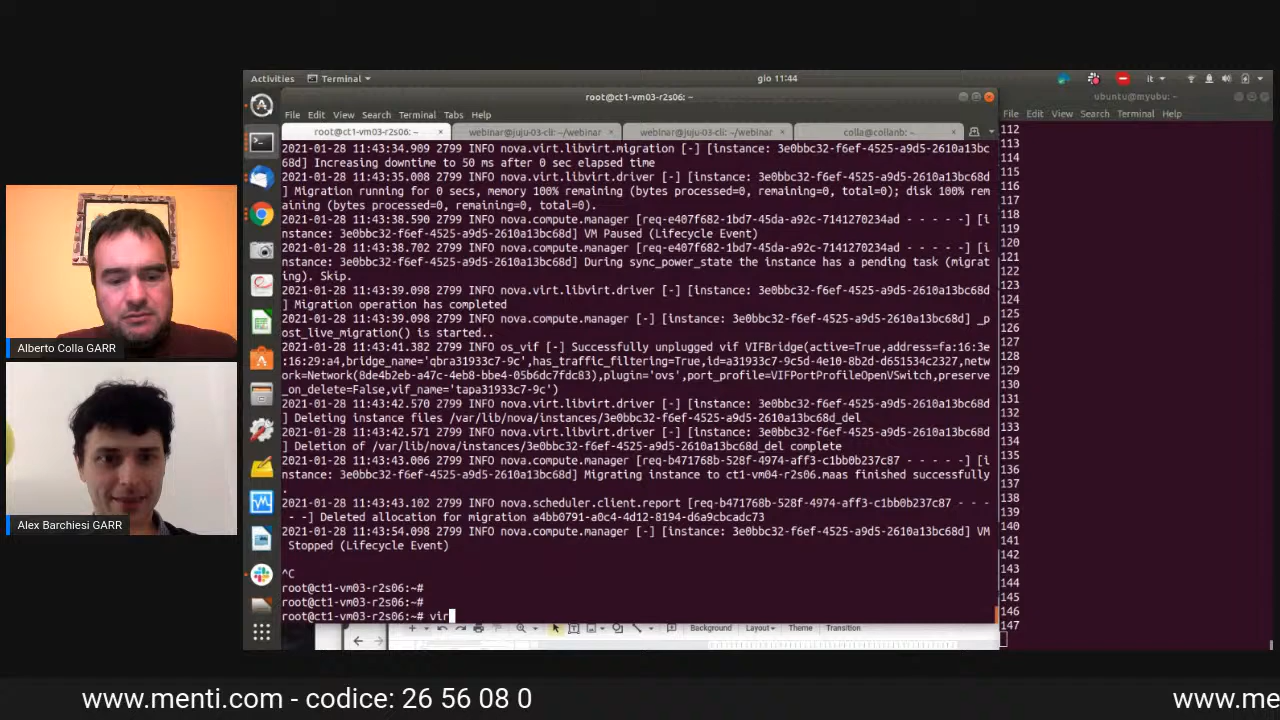 Activities Terminal gio 11:44 it
root@ct1-vm03-r2s06: ~
File Edit View Search Terminal Tabs Help
root@ct1-vm03-r2s06: ~ × webinar@juju-03-cli: ~/webinar × webinar@juju-03-cli: ~/webinar × colla@collanb: ~ ×
2021-01-28 11:43:34.909 2799 INFO nova.virt.libvirt.migration [-] [instance: 3e0bbc32-f6ef-4525-a9d5-2610a13bc
68d] Increasing downtime to 50 ms after 0 sec elapsed time
2021-01-28 11:43:35.008 2799 INFO nova.virt.libvirt.driver [-] [instance: 3e0bbc32-f6ef-4525-a9d5-2610a13bc68d
] Migration running for 0 secs, memory 100% remaining (bytes processed=0, remaining=0, total=0); disk 100% rem
aining (bytes processed=0, remaining=0, total=0).
2021-01-28 11:43:38.590 2799 INFO nova.compute.manager [req-e407f682-1bd7-45da-a92c-7141270234ad - - - - -] [i
nstance: 3e0bbc32-f6ef-4525-a9d5-2610a13bc68d] VM Paused (Lifecycle Event)
2021-01-28 11:43:38.702 2799 INFO nova.compute.manager [req-e407f682-1bd7-45da-a92c-7141270234ad - - - - -] [i
nstance: 3e0bbc32-f6ef-4525-a9d5-2610a13bc68d] During sync_power_state the instance has a pending task (migrat
ing). Skip.
2021-01-28 11:43:39.098 2799 INFO nova.virt.libvirt.driver [-] [instance: 3e0bbc32-f6ef-4525-a9d5-2610a13bc68d
] Migration operation has completed
2021-01-28 11:43:39.098 2799 INFO nova.compute.manager [-] [instance: 3e0bbc32-f6ef-4525-a9d5-2610a13bc68d] _p
ost_live_migration() is started..
2021-01-28 11:43:41.382 2799 INFO os_vif [-] Successfully unplugged vif VIFBridge(active=True,address=fa:16:3e
:16:29:a4,bridge_name='qbra31933c7-9c',has_traffic_filtering=True,id=a31933c7-9c5d-4e10-8b2d-d651534c2327,netw
ork=Network(8de4b2eb-a47c-4eb8-bbe4-05b6dc7fdc83),plugin='ovs',port_profile=VIFPortProfileOpenVSwitch,preserve
_on_delete=False,vif_name='tapa31933c7-9c')
2021-01-28 11:43:42.570 2799 INFO nova.virt.libvirt.driver [-] [instance: 3e0bbc32-f6ef-4525-a9d5-2610a13bc68d
] Deleting instance files /var/lib/nova/instances/3e0bbc32-f6ef-4525-a9d5-2610a13bc68d_del
2021-01-28 11:43:42.571 2799 INFO nova.virt.libvirt.driver [-] [instance: 3e0bbc32-f6ef-4525-a9d5-2610a13bc68d
] Deletion of /var/lib/nova/instances/3e0bbc32-f6ef-4525-a9d5-2610a13bc68d_del complete
2021-01-28 11:43:43.006 2799 INFO nova.compute.manager [req-b471768b-528f-4974-aff3-c1bb0b237c87 - - - - -] [i
nstance: 3e0bbc32-f6ef-4525-a9d5-2610a13bc68d] Migrating instance to ct1-vm04-r2s06.maas finished successfully
.
2021-01-28 11:43:43.102 2799 INFO nova.scheduler.client.report [req-b471768b-528f-4974-aff3-c1bb0b237c87 - - -
- -] Deleted allocation for migration a4bb0791-a0c4-4d12-8194-d6a9cbcadc73
2021-01-28 11:43:54.098 2799 INFO nova.compute.manager [-] [instance: 3e0bbc32-f6ef-4525-a9d5-2610a13bc68d] VM
Stopped (Lifecycle Event)
^C
root@ct1-vm03-r2s06:~#
root@ct1-vm03-r2s06:~#
root@ct1-vm03-r2s06:~# vir
Background Layout Theme Transition
ubuntu@myubu: ~
File Edit View Search Terminal Help
112
113
114
115
116
117
118
119
120
121
122
123
124
125
126
127
128
129
130
131
132
133
134
135
136
137
138
139
140
141
142
143
144
145
146
147
Alberto Colla GARR
Alex Barchiesi GARR
www.menti.com - codice: 26 56 08 0
www.me